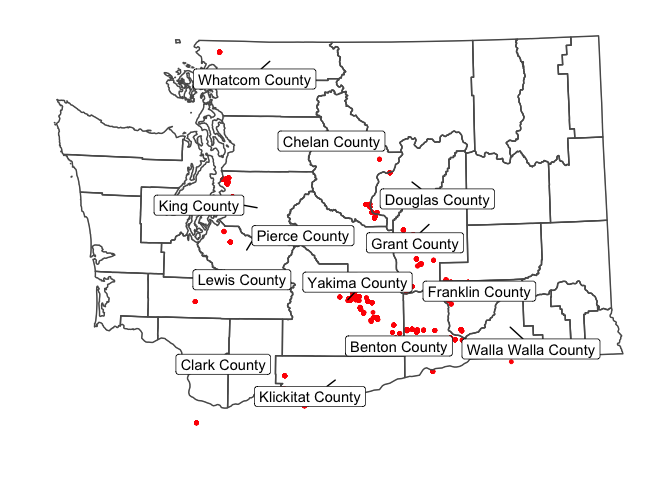 Whatcom County
Chelan County
Douglas County
King County
Pierce County
Grant County
Lewis County
Yakima County
Franklin County
Benton County
Walla Walla County
Clark County
Klickitat County